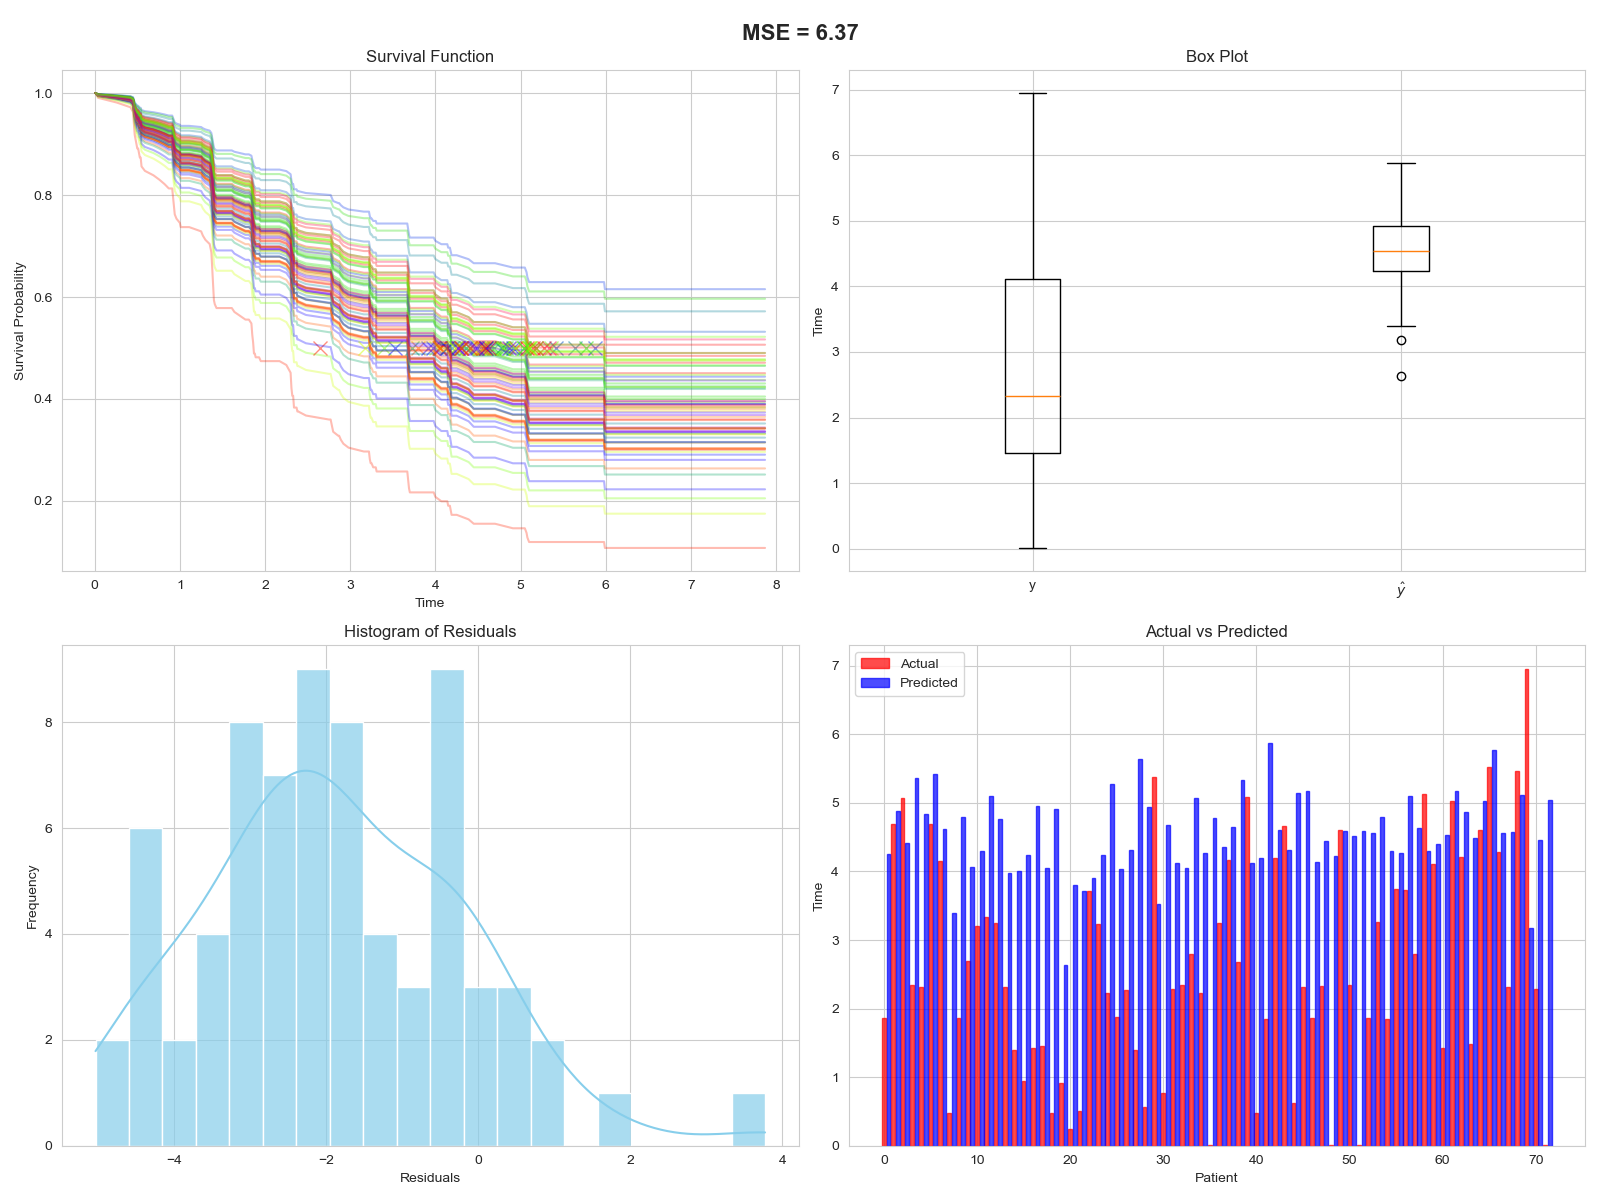 MSE = 6.37
Survival Function
Survival Probability
1.0
0.8
0.6
0.4
0.2
0 1 2 3 4 5 6 7 8
Time
Box Plot
Time
7
6
5
4
3
2
1
0
y ŷ
Histogram of Residuals
Frequency
8
6
4
2
0
−4 −2 0 2 4
Residuals
Actual vs Predicted
Actual
Predicted
Time
7
6
5
4
3
2
1
0
0 10 20 30 40 50 60 70
Patient